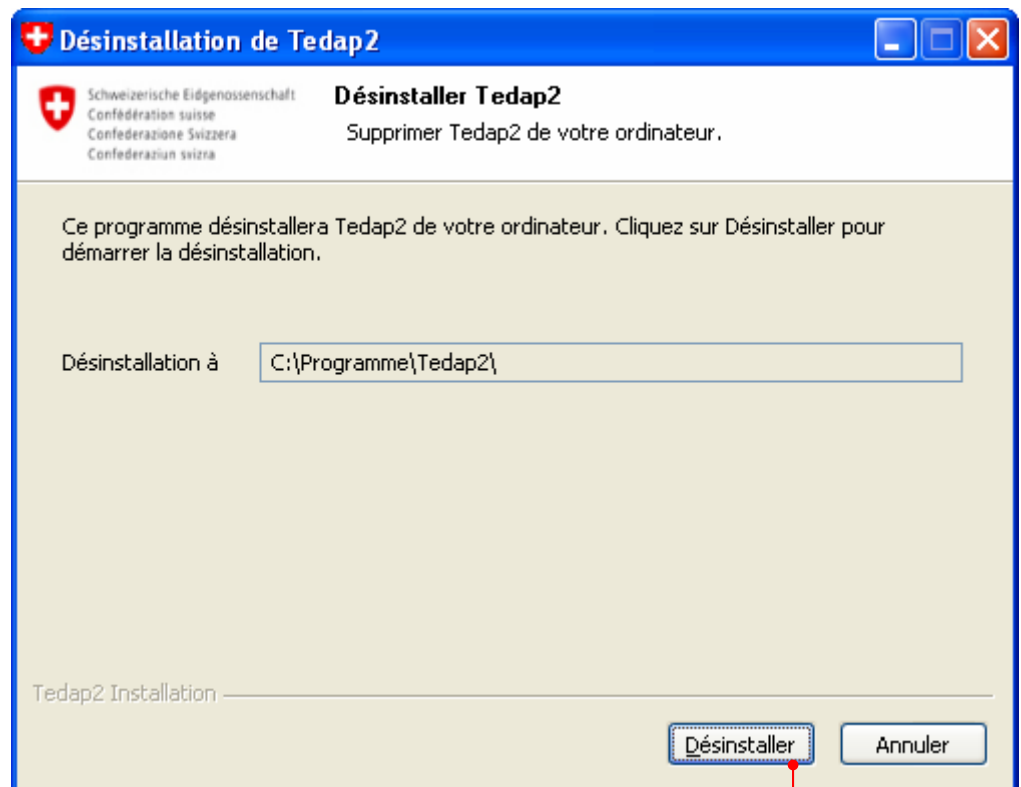 Désinstallation de Tedap2
Schweizerische Eidgenossenschaft
Confédération suisse
Confederazione Svizzera
Confederaziun svizra
Désinstaller Tedap2
Supprimer Tedap2 de votre ordinateur.
Ce programme désinstallera Tedap2 de votre ordinateur. Cliquez sur Désinstaller pour
démarrer la désinstallation.
Désinstallation à C:\Programme\Tedap2\
Tedap2 Installation
Désinstaller Annuler